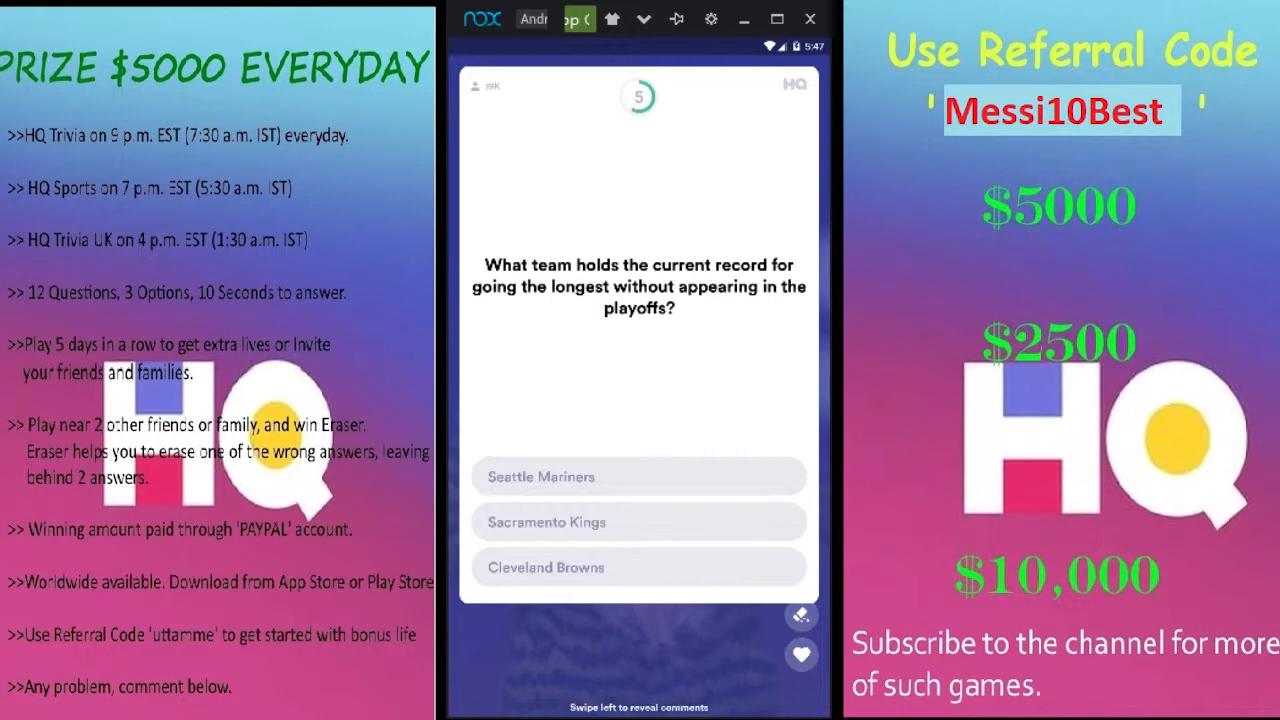 PRIZE $5000 EVERYDAY
>>HQ Trivia on 9 p.m. EST (7:30 a.m. IST) everyday.
>> HQ Sports on 7 p.m. EST (5:30 a.m. IST)
>> HQ Trivia UK on 4 p.m. EST (1:30 a.m. IST)
>> 12 Questions, 3 Options, 10 Seconds to answer.
>>Play 5 days in a row to get extra lives or Invite
your friends and families.
>> Play near 2 other friends or family, and win Eraser.
Eraser helps you to erase one of the wrong answers, leaving
behind 2 answers.
>> Winning amount paid through 'PAYPAL' account.
>>Worldwide available. Download from App Store or Play Store
>>Use Referral Code 'uttamme' to get started with bonus life
>>Any problem, comment below.
HQ
nox
5:47
HQ
5
What team holds the current record for
going the longest without appearing in the
playoffs?
Seattle Mariners
Sacramento Kings
Cleveland Browns
Swipe left to reveal comments
Use Referral Code
' Messi10Best '
$5000
$2500
HQ
$10,000
Subscribe to the channel for more
of such games.